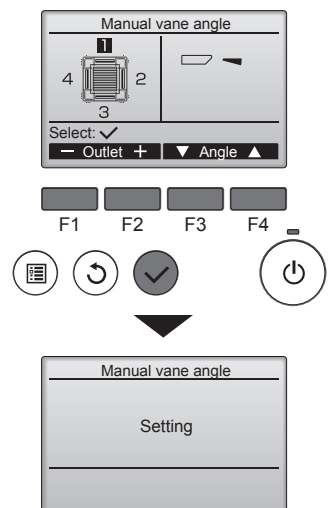 Manual vane angle
1
4 2
3
Select:
− Outlet + ▼ Angle ▲
F1 F2 F3 F4
Manual vane angle
Setting